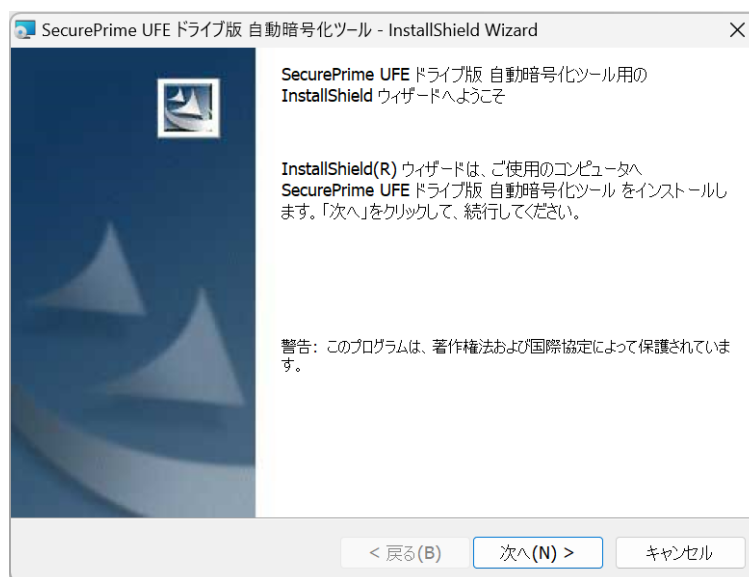 SecurePrime UFE ドライブ版 自動暗号化ツール - InstallShield Wizard
SecurePrime UFE ドライブ版 自動暗号化ツール用の
InstallShield ウィザードへようこそ
InstallShield(R) ウィザードは、ご使用のコンピュータへ
SecurePrime UFE ドライブ版 自動暗号化ツール をインストールし
ます。「次へ」をクリックして、続行してください。
警告: このプログラムは、著作権法および国際協定によって保護されていま
す。
< 戻る(B)
次へ(N) >
キャンセル